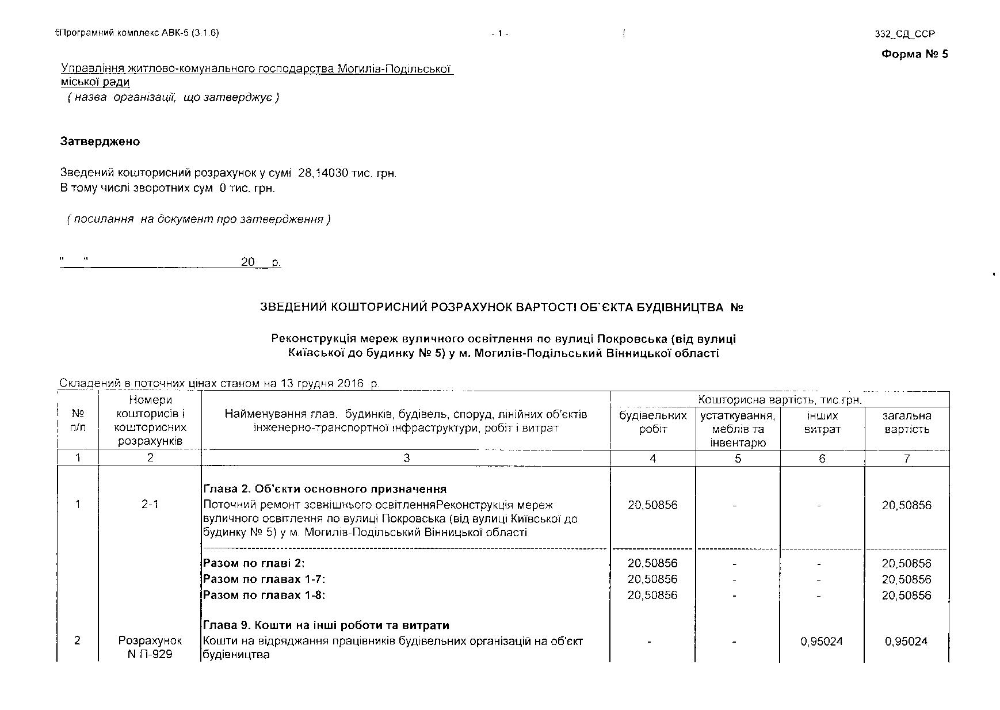 ЄПрограмний комплекс АВК-5 (3.1.6) - 1 - 332_СД_ССР
Форма № 5
Управління житлово-комунального господарства Могилів-Подільської
міської ради
( назва організації, що затверджує )
Затверджено
Зведений кошторисний розрахунок у сумі 28,14030 тис. грн.
В тому числі зворотних сум 0 тис. грн.
( посилання на документ про затвердження )
" " 20 р.
ЗВЕДЕНИЙ КОШТОРИСНИЙ РОЗРАХУНОК ВАРТОСТІ ОБ'ЄКТА БУДІВНИЦТВА №
Реконструкція мереж вуличного освітлення по вулиці Покровська (від вулиці
Київської до будинку № 5) у м. Могилів-Подільський Вінницької області
Складений в поточних цінах станом на 13 грудня 2016 р.
Номери Кошторисна вартість, тис.грн.
№ кошторисів і Найменування глав, будинків, будівель, споруд, лінійних об'єктів будівельних устаткування, інших загальна
п/п кошторисних інженерно-транспортної інфраструктури, робіт і витрат робіт меблів та витрат вартість
розрахунків інвентарю
1 2 3 4 5 6 7
Глава 2. Об'єкти основного призначення
1 2-1 Поточний ремонт зовнішнього освітленняРеконструкція мереж 20,50856 - - 20,50856
вуличного освітлення по вулиці Покровська (від вулиці Київської до
будинку № 5) у м. Могилів-Подільський Вінницької області
Разом по главі 2: 20,50856 - - 20,50856
Разом по главах 1-7: 20,50856 - - 20,50856
Разом по главах 1-8: 20,50856 - - 20,50856
Глава 9. Кошти на інші роботи та витрати
2 Розрахунок Кошти на відряджання працівників будівельних організацій на об'єкт - - 0,95024 0,95024
N П-929 будівництва